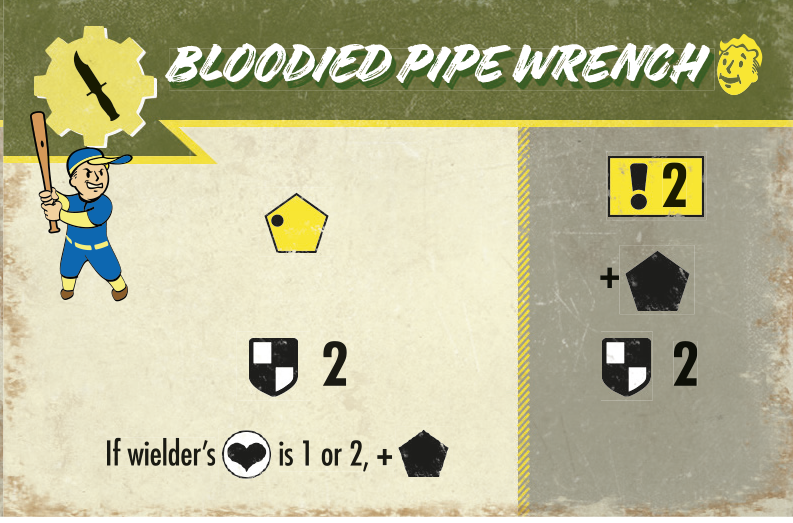 BLOODIED PIPE WRENCH
! 2
+
2
2
If wielder's is 1 or 2, +